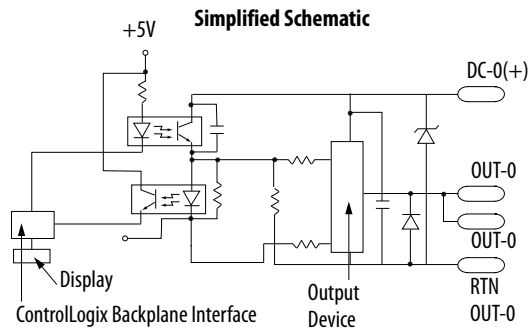 Simplified Schematic
+5V
DC-0(+)
OUT-0
OUT-0
Display
ControlLogix Backplane Interface
Output
Device
RTN
OUT-0